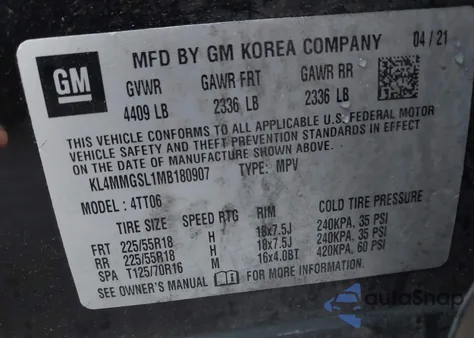 GM
MFD BY GM KOREA COMPANY 04/21
GVWR GAWR FRT GAWR RR
4409 LB 2336 LB 2336 LB
THIS VEHICLE CONFORMS TO ALL APPLICABLE U.S. FEDERAL MOTOR
VEHICLE SAFETY AND THEFT PREVENTION STANDARDS IN EFFECT
ON THE DATE OF MANUFACTURE SHOWN ABOVE.
KL4MMGSL1MB180907 TYPE: MPV
MODEL: 4TT06
TIRE SIZE SPEED RTG RIM COLD TIRE PRESSURE
FRT 225/55R18 H 18x7.5J 240KPA, 35 PSI
RR 225/55R18 H 18x7.5J 240KPA, 35 PSI
SPA T125/70R16 M 16x4.0BT 420KPA, 60 PSI
SEE OWNER'S MANUAL FOR MORE INFORMATION.
autoSnap